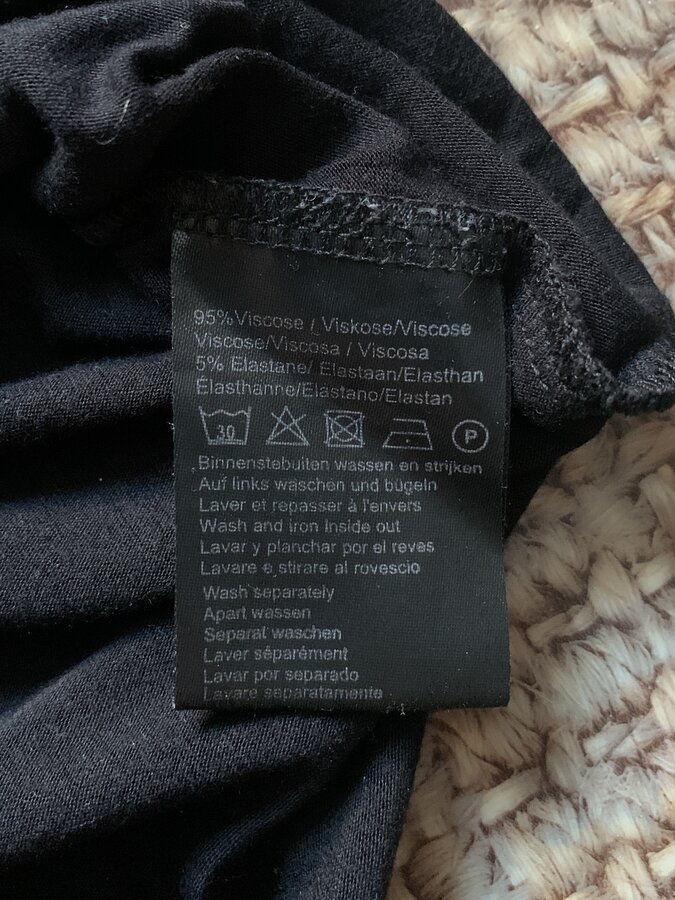 95%Viscose / Viskose/Viscose
Viscose/Viscosa / Viscosa
5% Elastane/ Elastaan/Elasthan
Élasthanne/Elastano/Elastan
30 P
Binnenstebuiten wassen en strijken
Auf links waschen und bügeln
Laver et repasser à l'envers
Wash and iron Inside out
Lavar y planchar por el reves
Lavare e stirare al rovescio
Wash separately
Apart wassen
Separat waschen
Laver séparément
Lavar por separado
Lavare separatamente